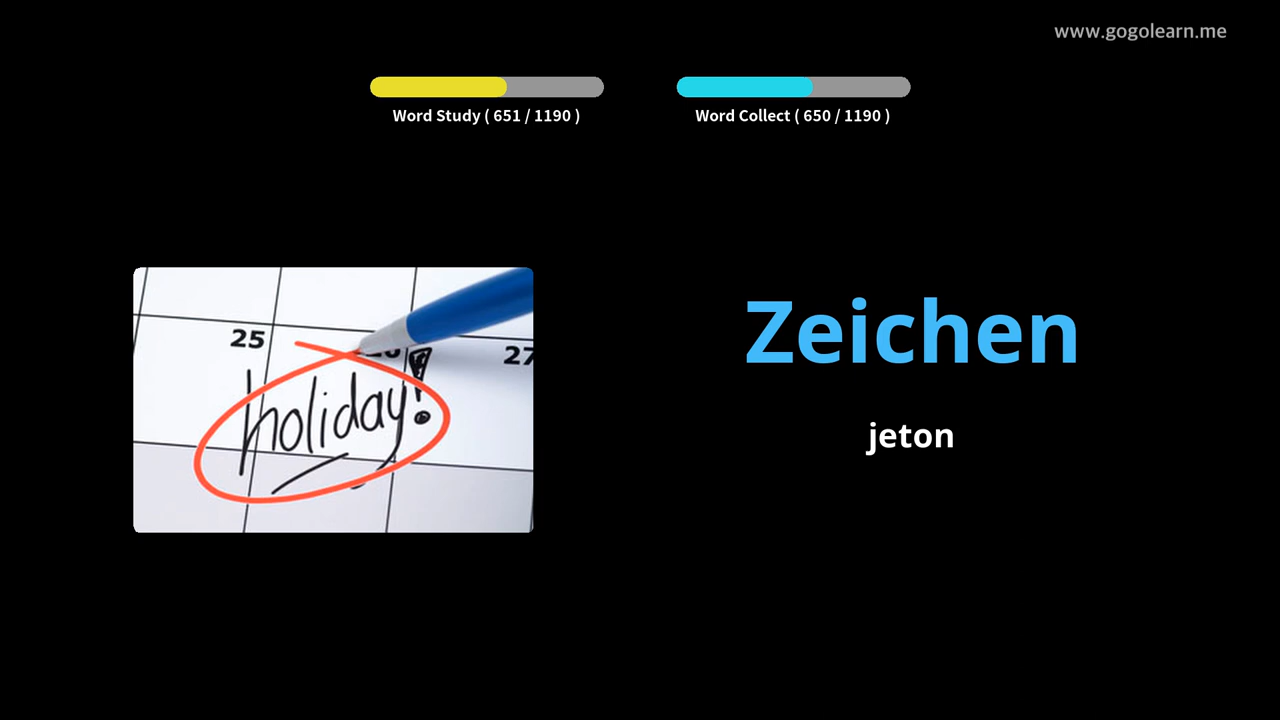 www.gogolearn.me
Word Study ( 651 / 1190 )
Word Collect ( 650 / 1190 )
25
27
holiday!
Zeichen
jeton